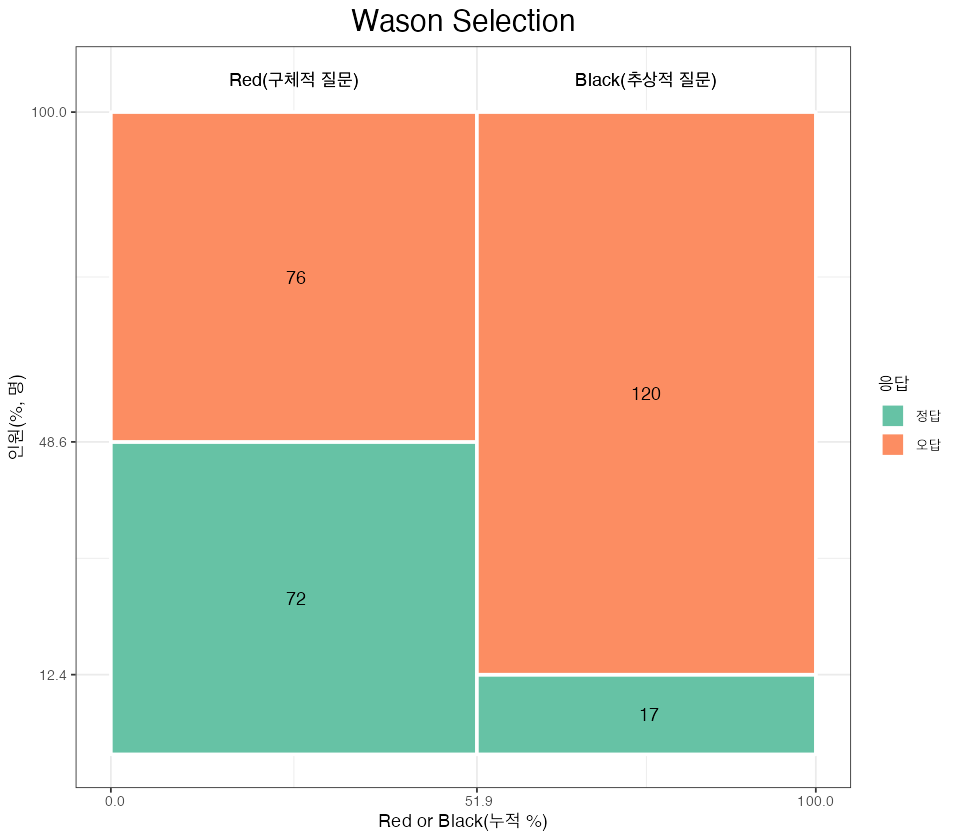 Wason Selection
Red(구체적 질문)
Black(추상적 질문)
100.0
76
120
48.6
72
12.4
17
인원(%, 명)
0.0
51.9
100.0
Red or Black(누적 %)
응답
정답
오답